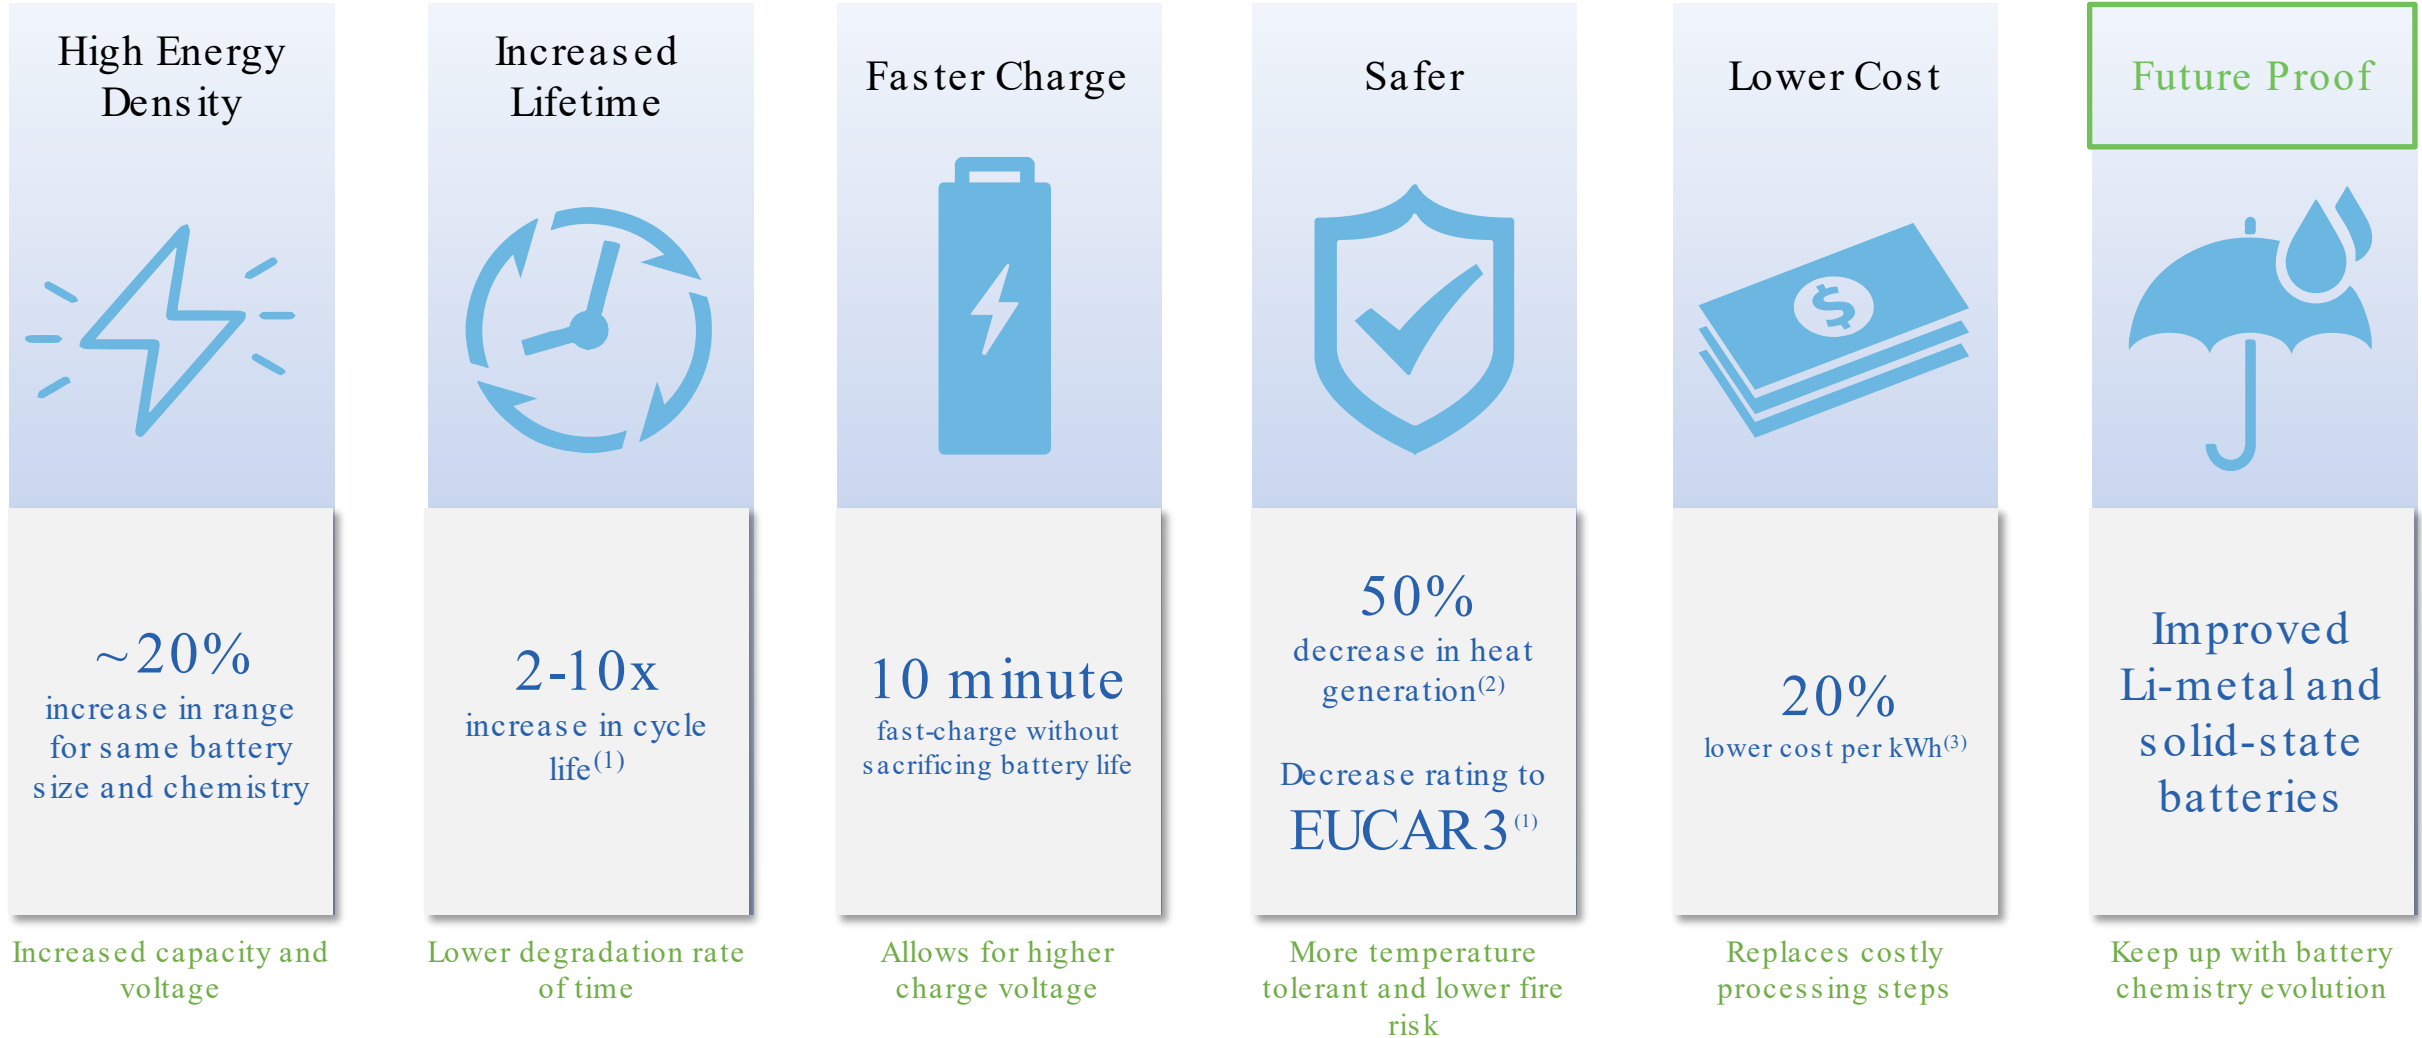 High Energy
Density
~20%
increase in range
for same battery
size and chemistry
Increased capacity and
voltage
Increased
Lifetime
2-10x
increase in cycle
life(1)
Lower degradation rate
of time
Faster Charge
10 minute
fast-charge without
sacrificing battery life
Allows for higher
charge voltage
Safer
50%
decrease in heat
generation(2)
Decrease rating to
EUCAR 3 (1)
More temperature
tolerant and lower fire
risk
Lower Cost
$
20%
lower cost per kWh(3)
Replaces costly
processing steps
Future Proof
Improved
Li-metal and
solid-state
batteries
Keep up with battery
chemistry evolution